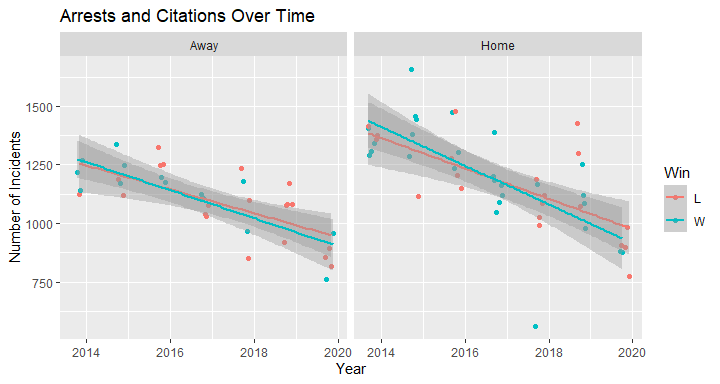 Arrests and Citations Over Time
Away
Home
Number of Incidents
1500
1250
1000
750
2014
2016
2018
2020
2014
2016
2018
2020
Year
Win
L
W